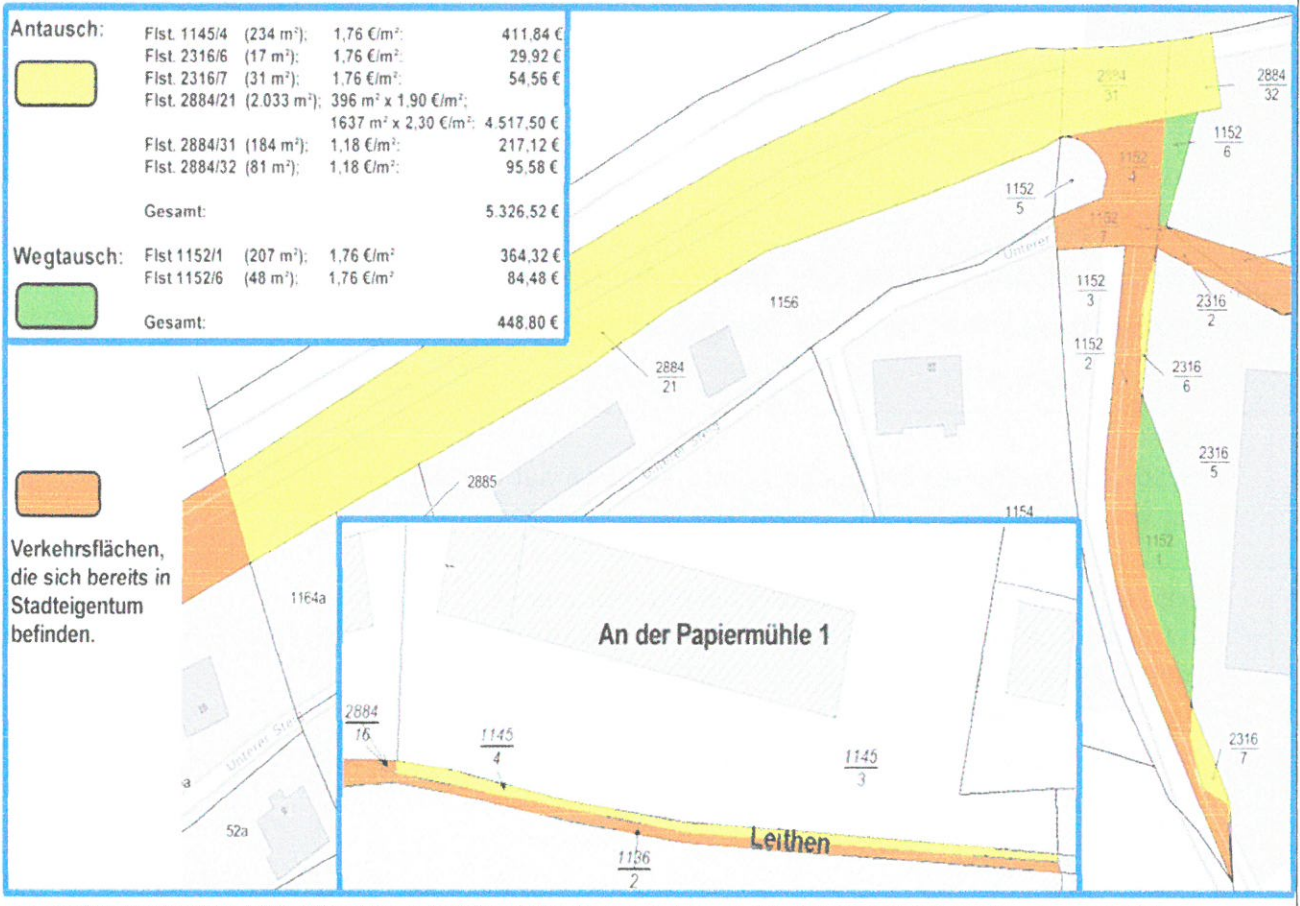 Antausch:
Flst. 1145/4 (234 m²): 1,76 €/m²: 411,84 €
Flst. 2316/6 (17 m²): 1,76 €/m²: 29,92 €
Flst. 2316/7 (31 m²): 1,76 €/m²: 54,56 €
Flst. 2884/21 (2.033 m²); 396 m² x 1,90 €/m²;
1637 m² x 2,30 €/m²: 4.517,50 €
Flst. 2884/31 (184 m²); 1,18 €/m²: 217,12 €
Flst. 2884/32 (81 m²); 1,18 €/m²: 95,58 €
Gesamt: 5.326,52 €
Wegtausch:
Flst 1152/1 (207 m²); 1,76 €/m² 364,32 €
Flst 1152/6 (48 m²); 1,76 €/m² 84,48 €
Gesamt: 448,80 €
Verkehrsflächen,
die sich bereits in
Stadteigentum
befinden.
2884
31
2884
32
1152
6
1152
4
1152
5
1152
7
Unterer
1152
3
2316
2
1156
1152
2
2884
21
2316
6
2316
5
2885
1154
1152
1
1164a
An der Papiermühle 1
2884
16
1145
4
1145
3
2316
7
Unterer Stei
52a
Leithen
1136
2